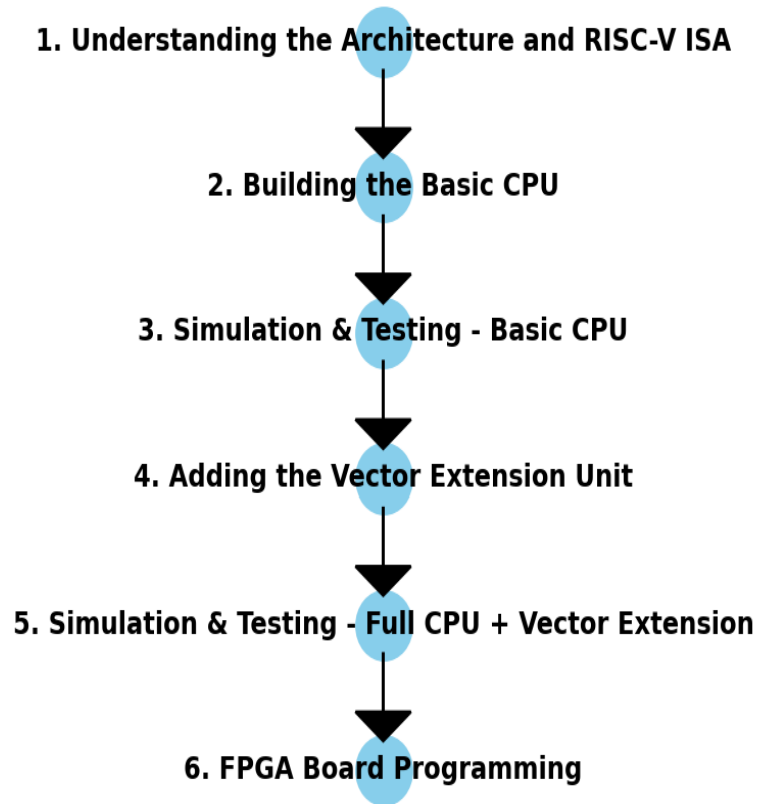 1. Understanding the Architecture and RISC-V ISA
2. Building the Basic CPU
3. Simulation & Testing - Basic CPU
4. Adding the Vector Extension Unit
5. Simulation & Testing - Full CPU + Vector Extension
6. FPGA Board Programming